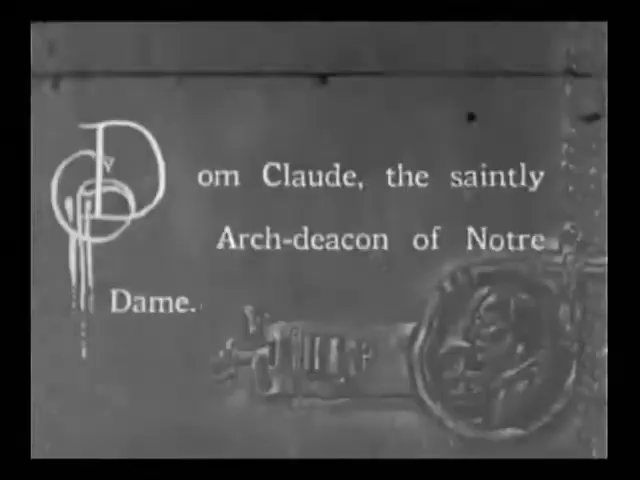 Dom Claude, the saintly
Arch-deacon of Notre
Dame.